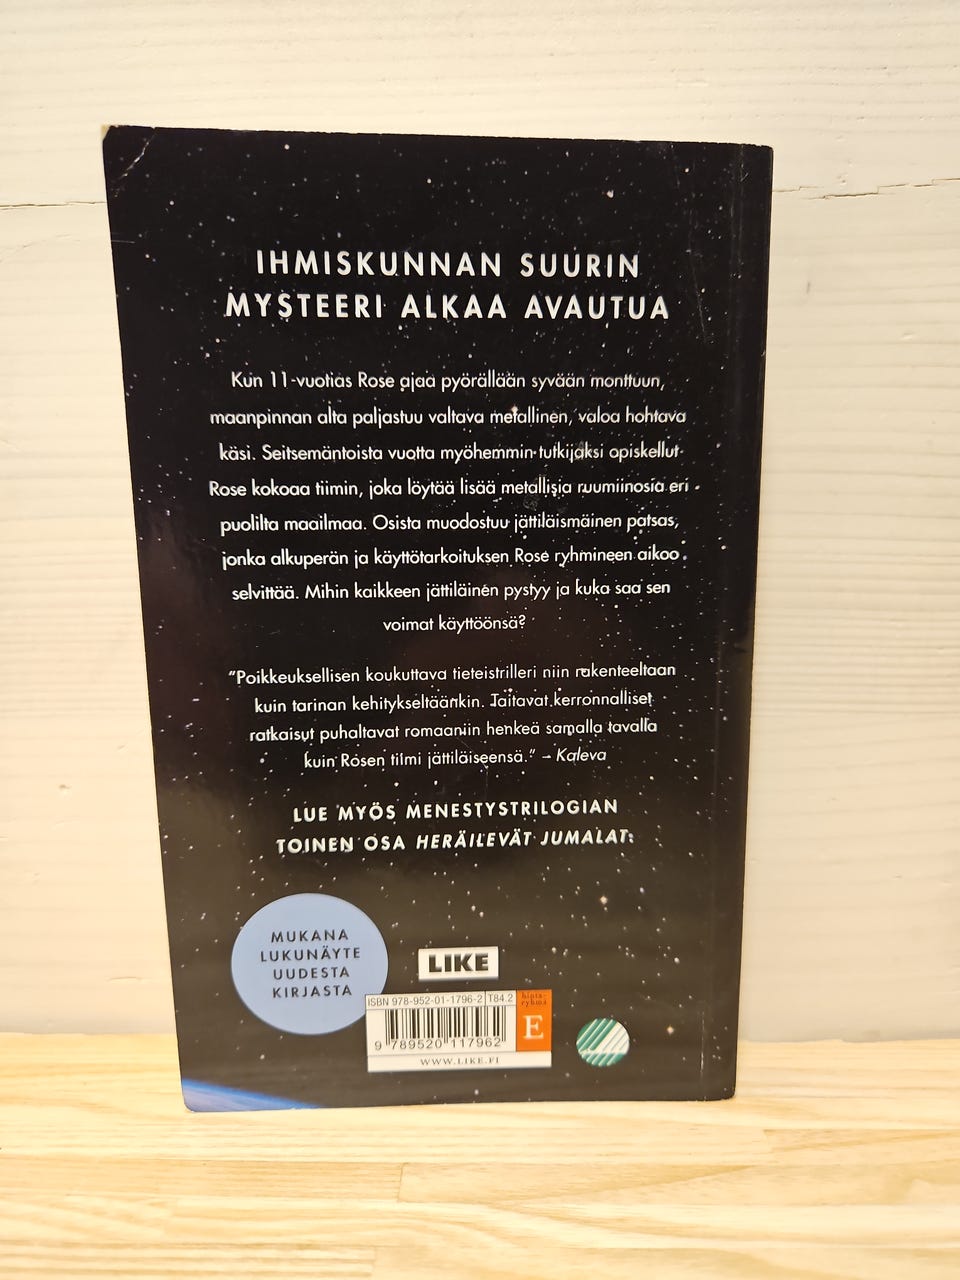 IHMISKUNNAN SUURIN
MYSTEERI ALKAA AVAUTUA
Kun 11-vuotias Rose ajaa pyörällään syvään monttuun,
maanpinnan alta paljastuu valtava metallinen, valoa hohtava
käsi. Seitsemäntoista vuotta myöhemmin tutkijaksi opiskellut
Rose kokoaa tiimin, joka löytää lisää metallisia ruumiinosia eri
puolilta maailmaa. Osista muodostuu jättiläismäinen patsas,
jonka alkuperän ja käyttötarkoituksen Rose ryhmineen aikoo
selvittää. Mihin kaikkeen jättiläinen pystyy ja kuka saa sen
voimat käyttöönsä?
”Poikkeuksellisen koukuttava tieteistrilleri niin rakenteeltaan
kuin tarinan kehitykseltäänkin. Taitavat kerronnalliset
ratkaisut puhaltavat romaaniin henkeä samalla tavalla
kuin Rosen tiimi jättiläiseensä.” – Kaleva
LUE MYÖS MENESTYSTRILOGIAN
TOINEN OSA HERÄILEVÄT JUMALAT.
MUKANA
LUKUNÄYTE
UUDESTA
KIRJASTA
LIKE
ISBN 978-952-01-1796-2 T84.2
hinta-
ryhmä
E
9 789520 117962
WWW.LIKE.FI